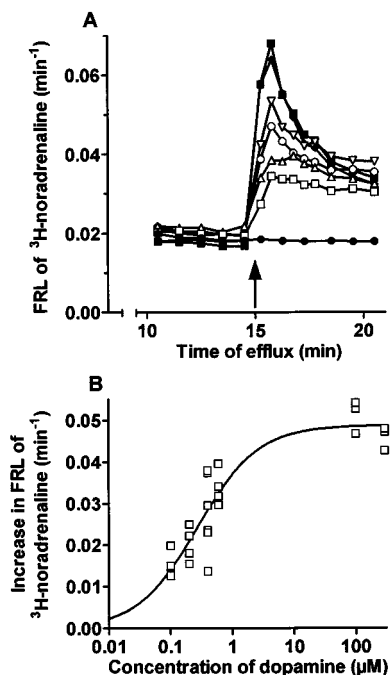 A
FRL of ³H-noradrenaline (min⁻¹)
0.06
0.04
0.02
0.00
10 15 20
Time of efflux (min)
B
Increase in FRL of
³H-noradrenaline (min⁻¹)
0.05
0.04
0.03
0.02
0.01
0.00
0.01 0.1 1 10 100
Concentration of dopamine (µM)